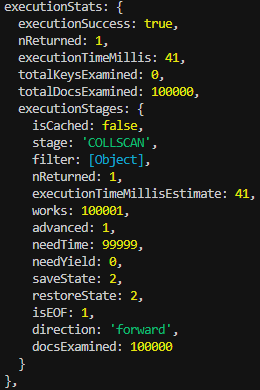 executionStats: {
  executionSuccess: true,
  nReturned: 1,
  executionTimeMillis: 41,
  totalKeysExamined: 0,
  totalDocsExamined: 100000,
  executionStages: {
    isCached: false,
    stage: 'COLLSCAN',
    filter: [Object],
    nReturned: 1,
    executionTimeMillisEstimate: 41,
    works: 100001,
    advanced: 1,
    needTime: 99999,
    needYield: 0,
    saveState: 2,
    restoreState: 2,
    isEOF: 1,
    direction: 'forward',
    docsExamined: 100000
  }
},